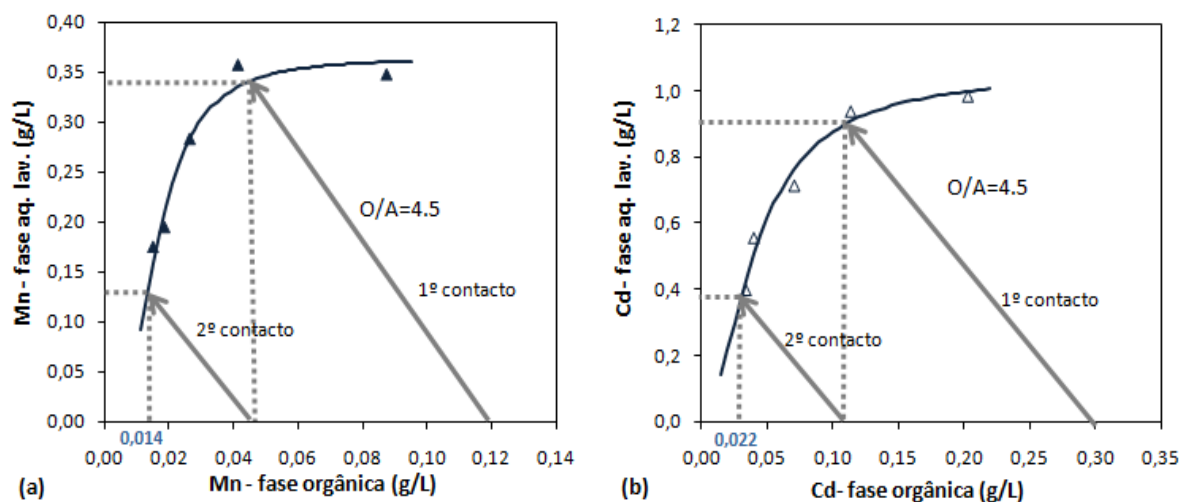 Mn - fase aq. lav. (g/L)
0,40
0,35
0,30
0,25
0,20
0,15
0,10
0,05
0,00
O/A=4.5
1º contacto
2º contacto
0,014
0,00 0,02 0,04 0,06 0,08 0,10 0,12 0,14
(a) Mn - fase orgânica (g/L)
Cd- fase aq. lav. (g/L)
1,2
1,0
0,8
0,6
0,4
0,2
0,0
O/A=4.5
1º contacto
2º contacto
0,022
0,00 0,05 0,10 0,15 0,20 0,25 0,30 0,35
(b) Cd- fase orgânica (g/L)